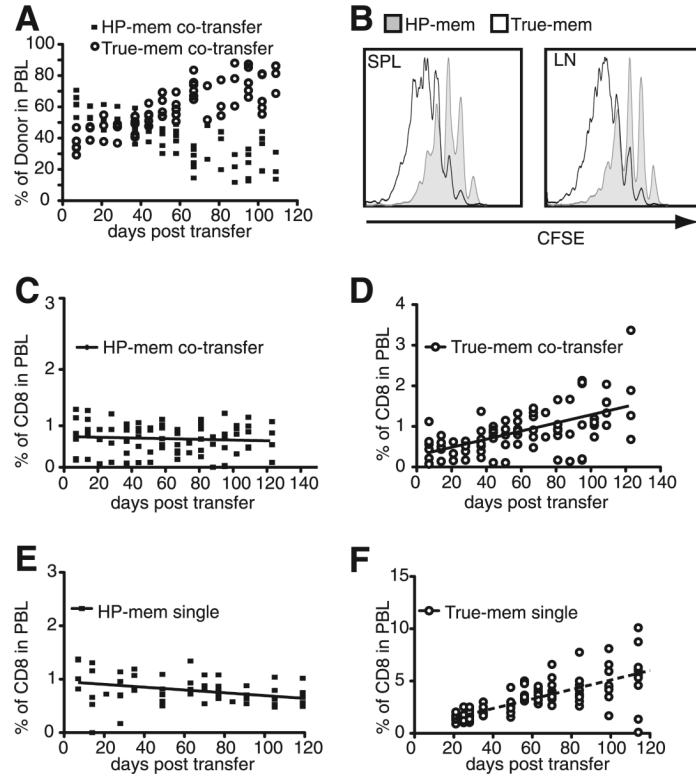 A
HP-mem co-transfer
True-mem co-transfer
% of Donor in PBL
100
80
60
40
20
0
0 20 40 60 80 100 120
days post transfer
B
HP-mem True-mem
SPL LN
CFSE
C
HP-mem co-transfer
% of CD8 in PBL
3
2
1
0
0 20 40 60 80 100 120
days post transfer
D
True-mem co-transfer
% of CD8 in PBL
4
3
2
1
0
0 20 40 60 80 100 120 140
days post transfer
E
HP-mem single
% of CD8 in PBL
3
2
1
0
0 20 40 60 80 100 120
days post transfer
F
True-mem single
% of CD8 in PBL
15
10
5
0
0 20 40 60 80 100 120
days post transfer